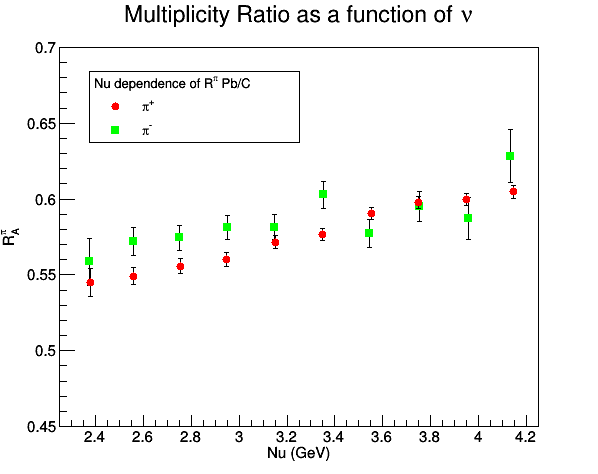 Multiplicity Ratio as a function of ν
0.7
Nu dependence of R^π Pb/C
π⁺
π⁻
0.65
0.6
R_A^π
0.55
0.5
0.45
2.4 2.6 2.8 3 3.2 3.4 3.6 3.8 4 4.2
Nu (GeV)